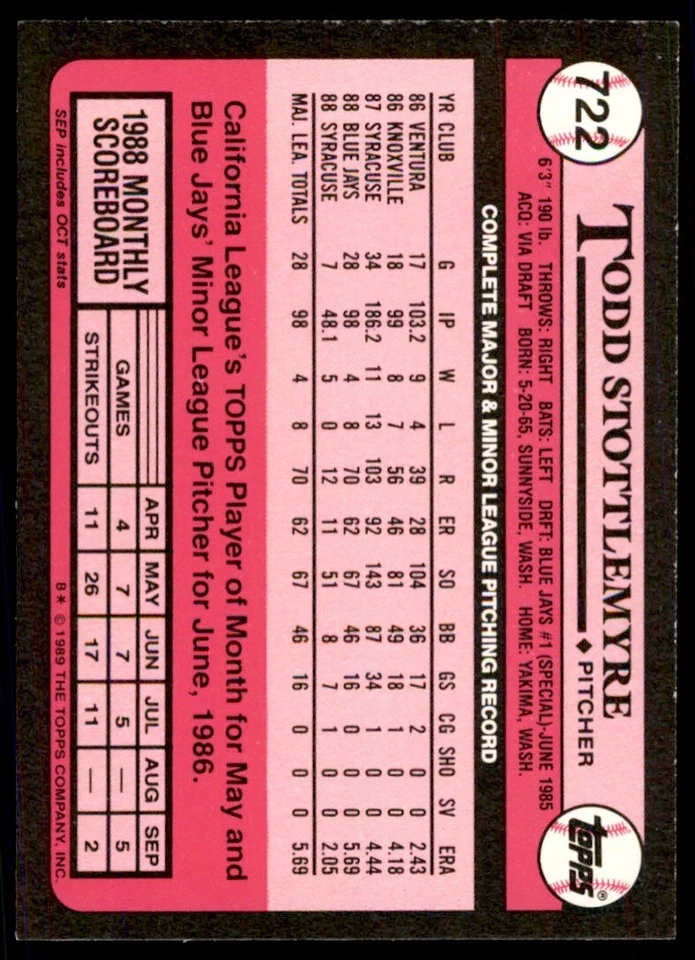 722
TODD STOTTLEMYRE
♦ PITCHER
topps®
6'3" 190 lb. THROWS: RIGHT BATS: LEFT DRFT: BLUE JAYS #1 (SPECIAL)-JUNE 1985
ACQ: VIA DRAFT BORN: 5-20-65, SUNNYSIDE, WASH. HOME: YAKIMA, WASH.
COMPLETE MAJOR & MINOR LEAGUE PITCHING RECORD
YR CLUB G IP W L R ER SO BB GS CG SHO SV ERA
86 VENTURA 17 103.2 9 4 39 28 104 36 17 2 0 0 2.43
86 KNOXVILLE 18 99 8 7 56 46 81 49 18 1 0 0 4.18
87 SYRACUSE 34 186.2 11 13 103 92 143 87 34 1 0 0 4.44
88 BLUE JAYS 28 98 4 8 70 62 67 46 16 0 0 0 5.69
88 SYRACUSE 7 48.1 5 0 12 11 51 8 7 1 0 0 2.05
MAJ. LEA. TOTALS 28 98 4 8 70 62 67 46 16 0 0 0 5.69
California League's TOPPS Player of Month for May and
Blue Jays' Minor League Pitcher for June, 1986.
1988 MONTHLY
SCOREBOARD
APR MAY JUN JUL AUG SEP
GAMES 4 7 7 5 — 5
STRIKEOUTS 11 26 17 11 — 2
SEP includes OCT stats
B* © 1989 THE TOPPS COMPANY, INC.